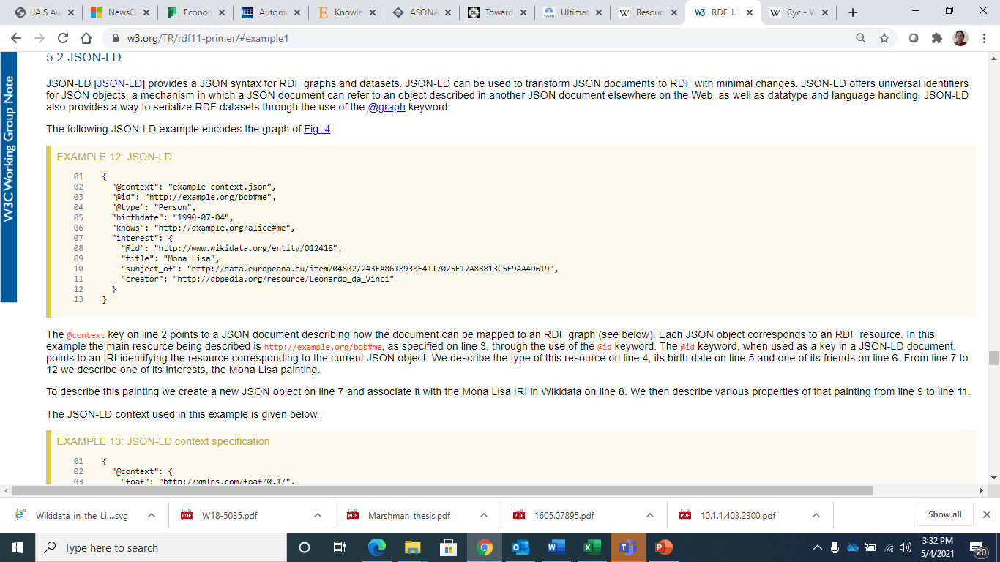 JAIS Au
NewsQ
Econor
IEEE Autom
Knowle
ASONA
OL Toward
TATA Ultimat
W Resourc
W3 RDF 1.1
W Cyc - W
w3.org/TR/rdf11-primer/#example1
W3C Working Group Note
5.2 JSON-LD
JSON-LD [JSON-LD] provides a JSON syntax for RDF graphs and datasets. JSON-LD can be used to transform JSON documents to RDF with minimal changes. JSON-LD offers universal identifiers
for JSON objects, a mechanism in which a JSON document can refer to an object described in another JSON document elsewhere on the Web, as well as datatype and language handling. JSON-LD
also provides a way to serialize RDF datasets through the use of the @graph keyword.
The following JSON-LD example encodes the graph of Fig. 4:
EXAMPLE 12: JSON-LD
01 {
02 "@context": "example-context.json",
03 "@id": "http://example.org/bob#me",
04 "@type": "Person",
05 "birthdate": "1990-07-04",
06 "knows": "http://example.org/alice#me",
07 "interest": {
08 "@id": "http://www.wikidata.org/entity/Q12418",
09 "title": "Mona Lisa",
10 "subject_of": "http://data.europeana.eu/item/04802/243FA8618938F4117025F17A8B813C5F9AA4D619",
11 "creator": "http://dbpedia.org/resource/Leonardo_da_Vinci"
12 }
13 }
The @context key on line 2 points to a JSON document describing how the document can be mapped to an RDF graph (see below). Each JSON object corresponds to an RDF resource. In this
example the main resource being described is http://example.org/bob#me, as specified on line 3, through the use of the @id keyword. The @id keyword, when used as a key in a JSON-LD document,
points to an IRI identifying the resource corresponding to the current JSON object. We describe the type of this resource on line 4, its birth date on line 5 and one of its friends on line 6. From line 7 to
12 we describe one of its interests, the Mona Lisa painting.
To describe this painting we create a new JSON object on line 7 and associate it with the Mona Lisa IRI in Wikidata on line 8. We then describe various properties of that painting from line 9 to line 11.
The JSON-LD context used in this example is given below.
EXAMPLE 13: JSON-LD context specification
01 {
02 "@context": {
03 "foaf": "http://xmlns.com/foaf/0.1/",
Wikidata_in_the_Li....svg
PDF W18-5035.pdf
PDF Marshman_thesis.pdf
PDF 1605.07895.pdf
PDF 10.1.1.403.2300.pdf
Show all
Type here to search
3:32 PM
5/4/2021
20